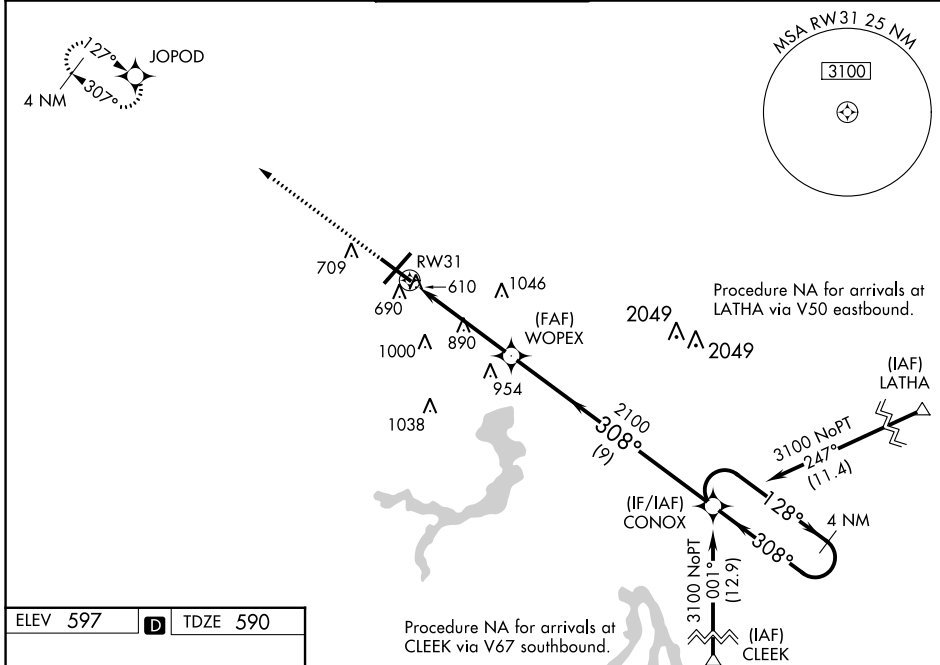 127°
JOPOD
307°
4 NM
MSA RW31 25 NM
3100
709
RW31
610
690
1046
Procedure NA for arrivals at
LATHA via V50 eastbound.
(FAF)
WOPEX
890
1000
2049
2049
954
1038
(IAF)
LATHA
2100
308°
(9)
3100 NoPT
247°
(11.4)
(IF/IAF)
CONOX
128°
4 NM
308°
3100 NoPT
001°
(12.9)
ELEV 597 D TDZE 590
Procedure NA for arrivals at
CLEEK via V67 southbound.
(IAF)
CLEEK